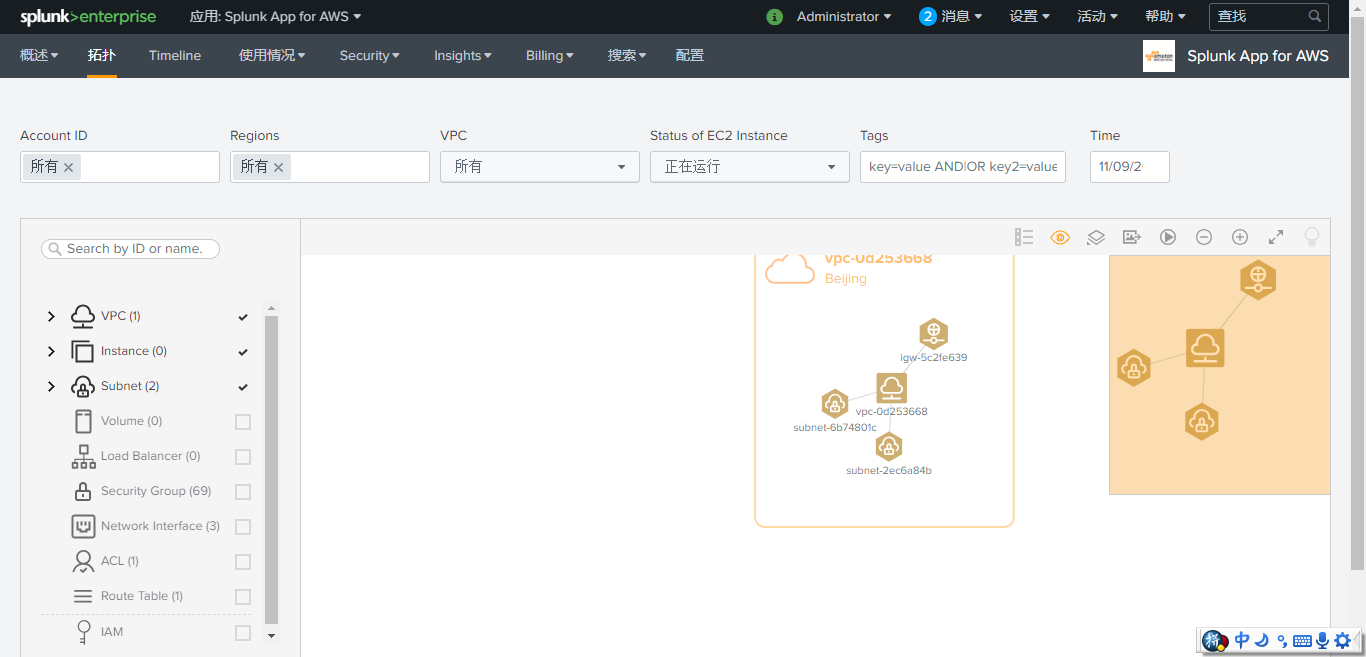 splunk>enterprise 应用: Splunk App for AWS i Administrator 2 消息 设置 活动 帮助 查找
概述 拓扑 Timeline 使用情况 Security Insights Billing 搜索 配置 amazon Splunk App for AWS
Account ID Regions VPC Status of EC2 Instance Tags Time
所有 × 所有 × 所有 正在运行 key=value AND|OR key2=value 11/09/2
Search by ID or name.
vpc-0d253668
Beijing
VPC (1)
Instance (0)
Subnet (2)
Volume (0)
Load Balancer (0)
Security Group (69)
Network Interface (3)
ACL (1)
Route Table (1)
IAM
igw-5c2fe639
vpc-0d253668
subnet-6b74801c
subnet-2ec6a84b
拼 中